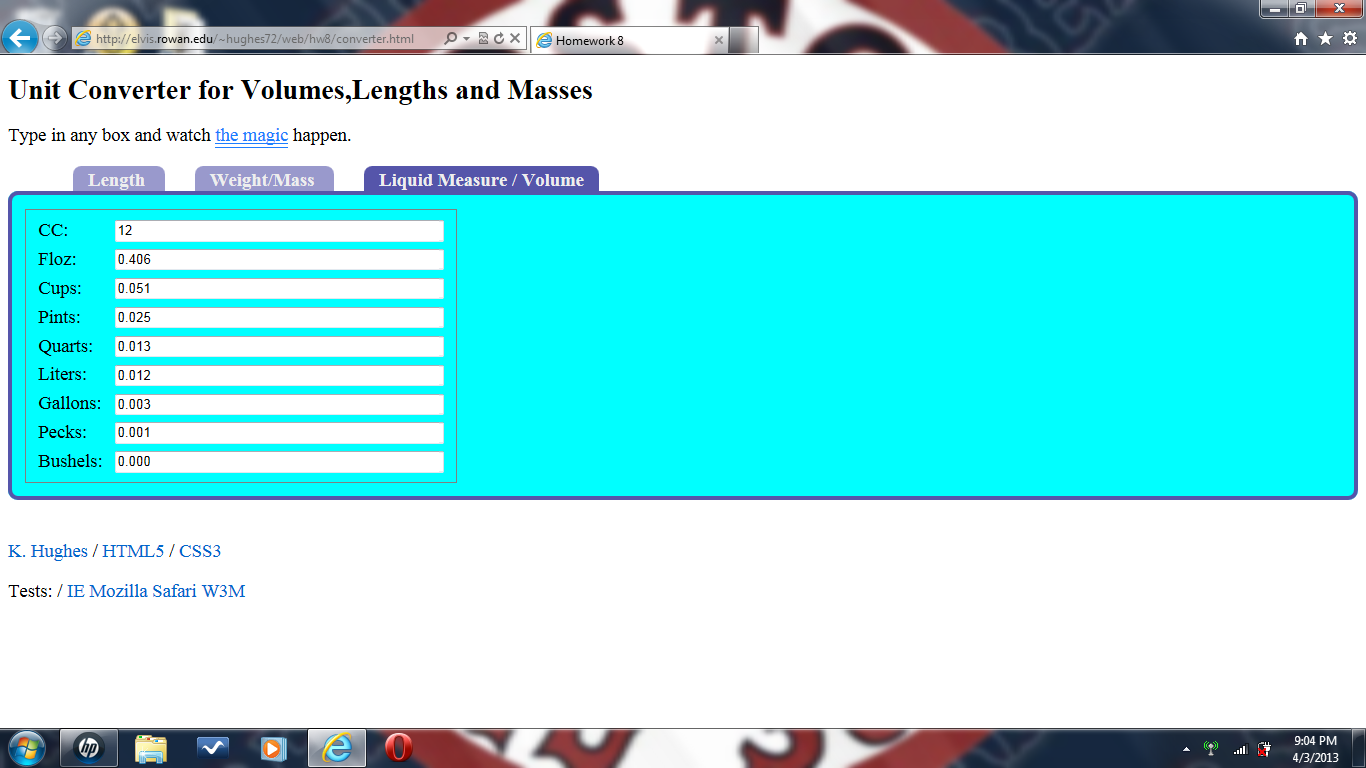 http://elvis.rowan.edu/~hughes72/web/hw8/converter.html
Homework 8
Unit Converter for Volumes,Lengths and Masses
Type in any box and watch the magic happen.
Length Weight/Mass Liquid Measure / Volume
CC: 12
Floz: 0.406
Cups: 0.051
Pints: 0.025
Quarts: 0.013
Liters: 0.012
Gallons: 0.003
Pecks: 0.001
Bushels: 0.000
K. Hughes / HTML5 / CSS3
Tests: / IE Mozilla Safari W3M
hp
9:04 PM
4/3/2013